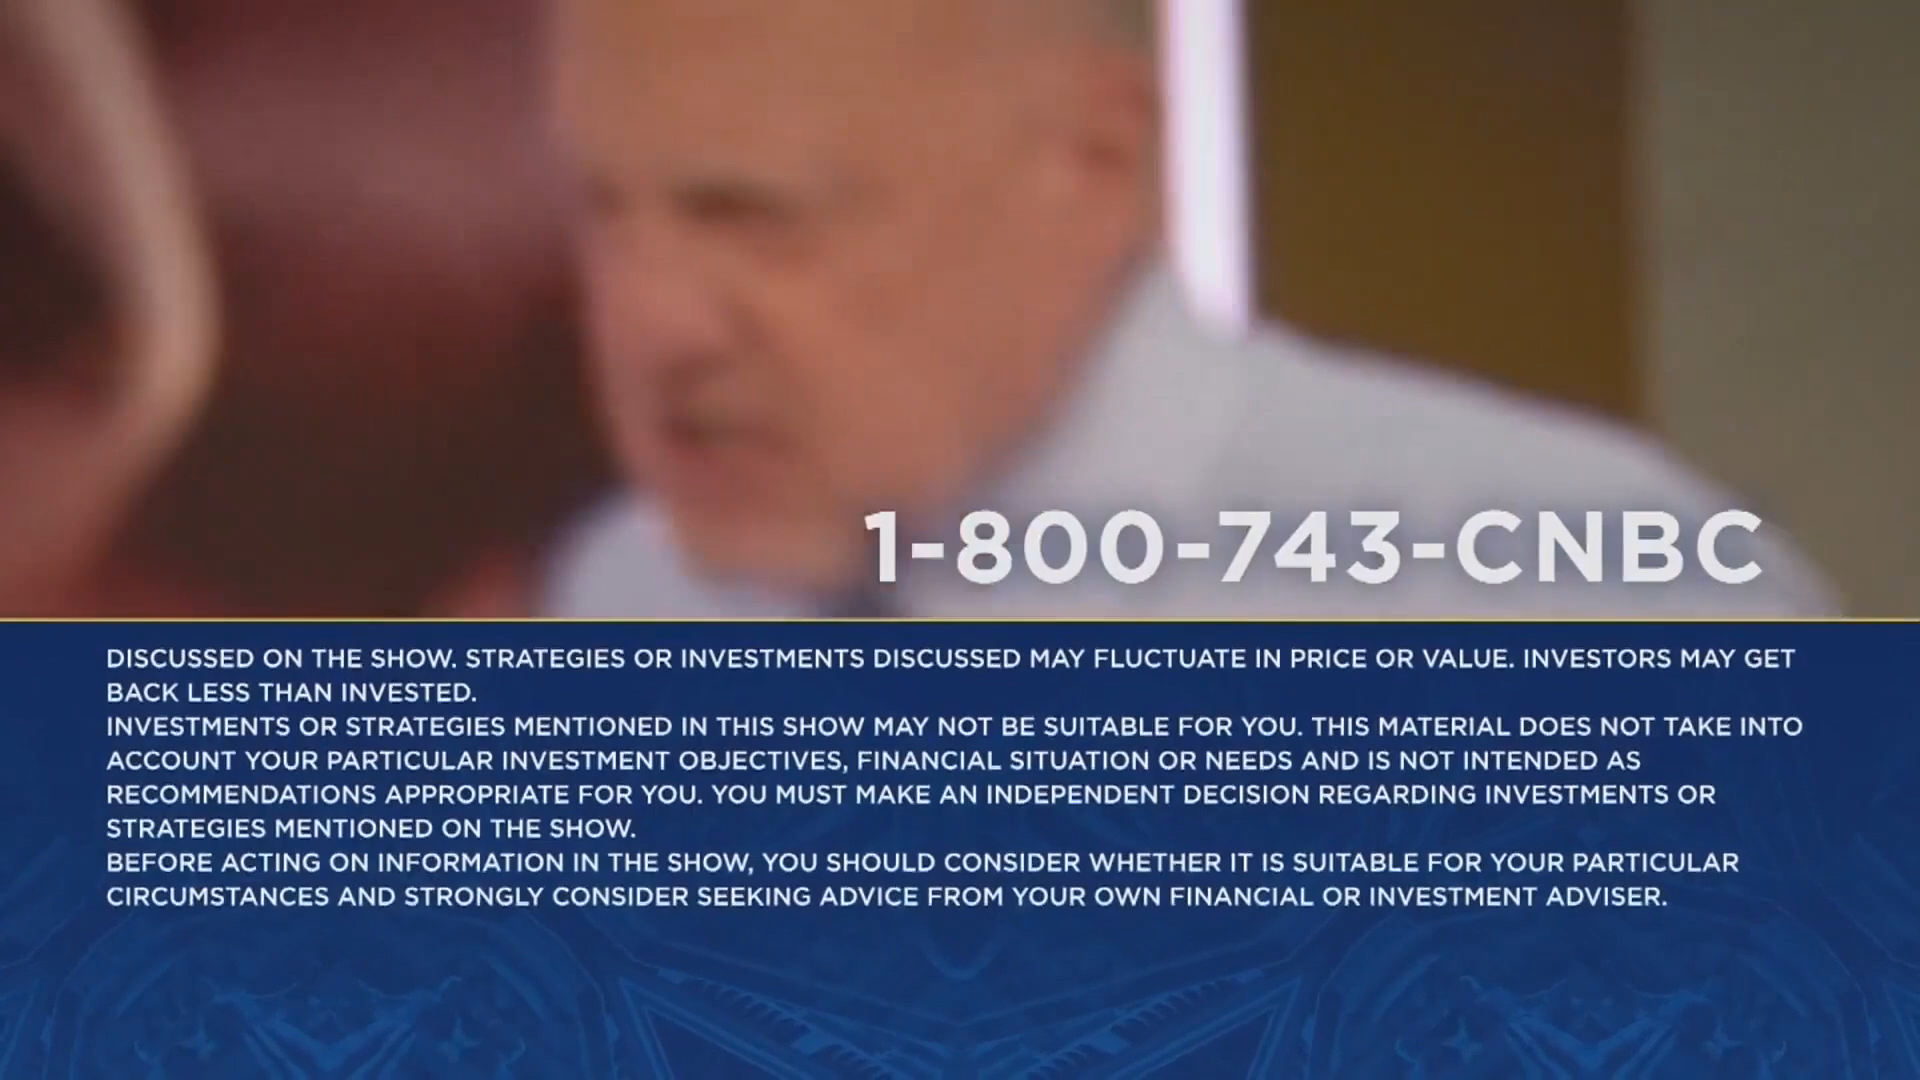 1-800-743-CNBC
DISCUSSED ON THE SHOW. STRATEGIES OR INVESTMENTS DISCUSSED MAY FLUCTUATE IN PRICE OR VALUE. INVESTORS MAY GET
BACK LESS THAN INVESTED.
INVESTMENTS OR STRATEGIES MENTIONED IN THIS SHOW MAY NOT BE SUITABLE FOR YOU. THIS MATERIAL DOES NOT TAKE INTO
ACCOUNT YOUR PARTICULAR INVESTMENT OBJECTIVES, FINANCIAL SITUATION OR NEEDS AND IS NOT INTENDED AS
RECOMMENDATIONS APPROPRIATE FOR YOU. YOU MUST MAKE AN INDEPENDENT DECISION REGARDING INVESTMENTS OR
STRATEGIES MENTIONED ON THE SHOW.
BEFORE ACTING ON INFORMATION IN THE SHOW, YOU SHOULD CONSIDER WHETHER IT IS SUITABLE FOR YOUR PARTICULAR
CIRCUMSTANCES AND STRONGLY CONSIDER SEEKING ADVICE FROM YOUR OWN FINANCIAL OR INVESTMENT ADVISER.